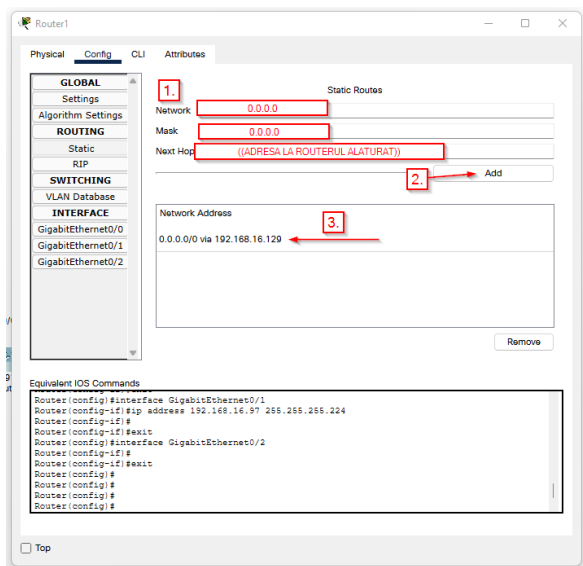 Router1
Physical Config CLI Attributes
GLOBAL
Settings
Algorithm Settings
ROUTING
Static
RIP
SWITCHING
VLAN Database
INTERFACE
GigabitEthernet0/0
GigabitEthernet0/1
GigabitEthernet0/2
1.
Static Routes
Network 0.0.0.0
Mask 0.0.0.0
Next Hop ((ADRESA LA ROUTERUL ALATURAT))
2. Add
Network Address
3.
0.0.0.0/0 via 192.168.16.129
Remove
Equivalent IOS Commands
Router(config)#interface GigabitEthernet0/1
Router(config-if)#ip address 192.168.16.97 255.255.255.224
Router(config-if)#
Router(config-if)#exit
Router(config)#interface GigabitEthernet0/2
Router(config-if)#
Router(config-if)#exit
Router(config)#
Router(config)#
Router(config)#
Router(config)#
Top